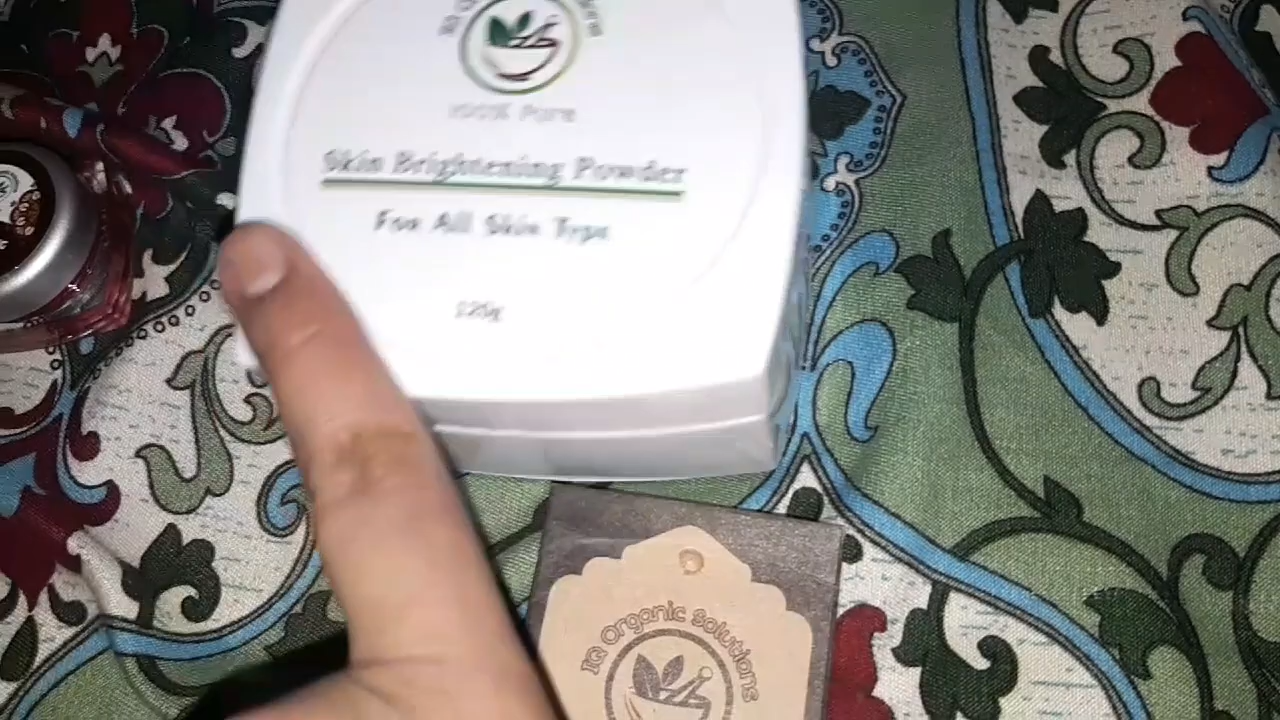 100% Pure
Skin Brightening Powder
For All Skin Type
120g
IQ Organic Solutions